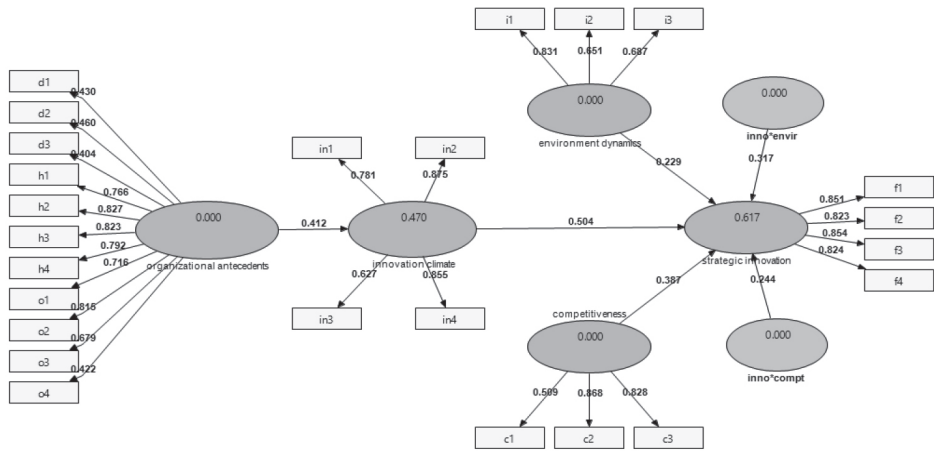 i1
i2
i3
0.831
0.651
0.687
d1
0.430
d2
0.460
d3
0.404
h1
0.766
h2
0.827
h3
0.823
h4
0.792
o1
0.716
o2
0.815
o3
0.679
o4
0.422
0.000
organizational antecedents
0.412
in1
in2
0.781
0.875
0.470
innovation climate
0.627
0.855
in3
in4
0.504
0.000
environment dynamics
0.229
0.000
inno*envir
0.317
0.617
strategic innovation
0.851
f1
0.823
f2
0.854
f3
0.824
f4
0.387
0.244
competitiveness
0.000
0.000
inno*compt
0.509
0.868
0.828
c1
c2
c3